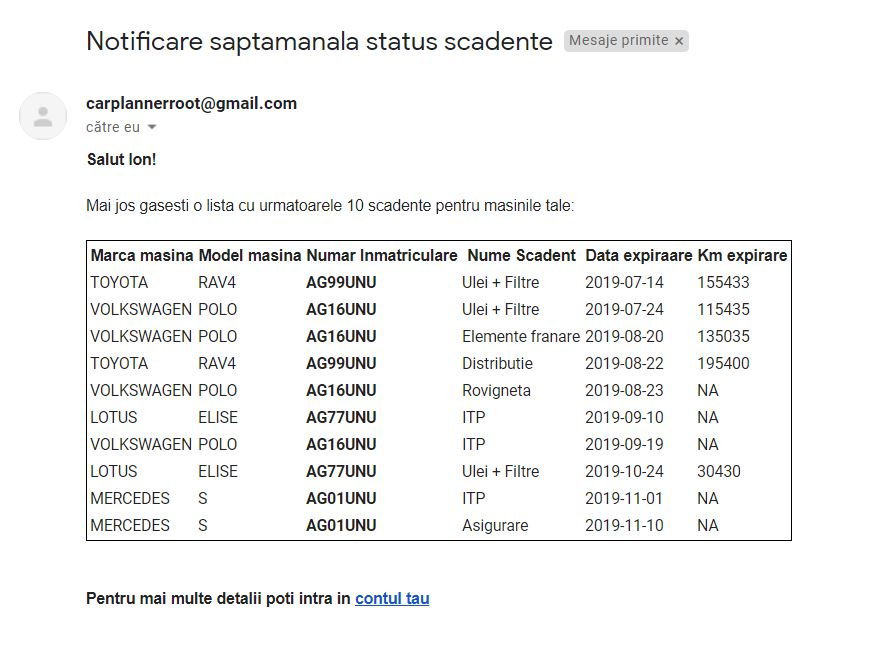 Notificare saptamanala status scadente Mesaje primite ×
carplannerroot@gmail.com
către eu
Salut Ion!
Mai jos gasesti o lista cu urmatoarele 10 scadente pentru masinile tale:
Marca masina Model masina Numar Inmatriculare Nume Scadent Data expiraare Km expirare
TOYOTA RAV4 AG99UNU Ulei + Filtre 2019-07-14 155433
VOLKSWAGEN POLO AG16UNU Ulei + Filtre 2019-07-24 115435
VOLKSWAGEN POLO AG16UNU Elemente franare 2019-08-20 135035
TOYOTA RAV4 AG99UNU Distributie 2019-08-22 195400
VOLKSWAGEN POLO AG16UNU Rovigneta 2019-08-23 NA
LOTUS ELISE AG77UNU ITP 2019-09-10 NA
VOLKSWAGEN POLO AG16UNU ITP 2019-09-19 NA
LOTUS ELISE AG77UNU Ulei + Filtre 2019-10-24 30430
MERCEDES S AG01UNU ITP 2019-11-01 NA
MERCEDES S AG01UNU Asigurare 2019-11-10 NA
Pentru mai multe detalii poti intra in contul tau